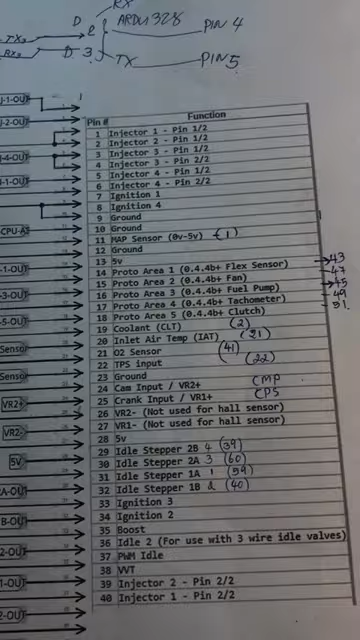 RX
D ARDU328
TX2 2 PIN 4
RX2 D 3 TX PIN 5
J-1-OUT
J-2-OUT
Pin # Function
1 Injector 1 - Pin 1/2
2 Injector 2 - Pin 1/2
3 Injector 3 - Pin 1/2
J-4-OUT 4 Injector 3 - Pin 2/2
5 Injector 4 - Pin 1/2
N-1-OUT 6 Injector 4 - Pin 2/2
7 Ignition 1
8 Ignition 4
9 Ground
CPU-A5 10 Ground
11 MAP Sensor (0v-5v) (1)
12 Ground
-1-OUT 13 5v
14 Proto Area 1 (0.4.4b+ Flex Sensor) 43
-3-OUT 15 Proto Area 2 (0.4.4b+ Fan) 47
16 Proto Area 3 (0.4.4b+ Fuel Pump) 45
-5-OUT 17 Proto Area 4 (0.4.4b+ Tachometer) 49
18 Proto Area 5 (0.4.4b+ Clutch) 51
Sensor 19 Coolant (CLT) (2)
20 Inlet Air Temp (IAT) (21)
Sensor 21 O2 Sensor (41)
22 TPS input (22)
VR2+ 23 Ground
24 Cam Input / VR2+ CMP
VR2- 25 Crank Input / VR1+ CPS
26 VR2- (Not used for hall sensor)
5V 27 VR1- (Not used for hall sensor)
28 5v
2A-OUT 29 Idle Stepper 2B 4 (39)
30 Idle Stepper 2A 3 (60)
B-OUT 31 Idle Stepper 1A 1 (59)
32 Idle Stepper 1B & (40)
33 Ignition 3
34 Ignition 2
35 Boost
2-OUT 36 Idle 2 (For use with 3 wire idle valves)
37 PWM Idle
-1-OUT 38 VVT
39 Injector 2 - Pin 2/2
2-OUT 40 Injector 1 - Pin 2/2